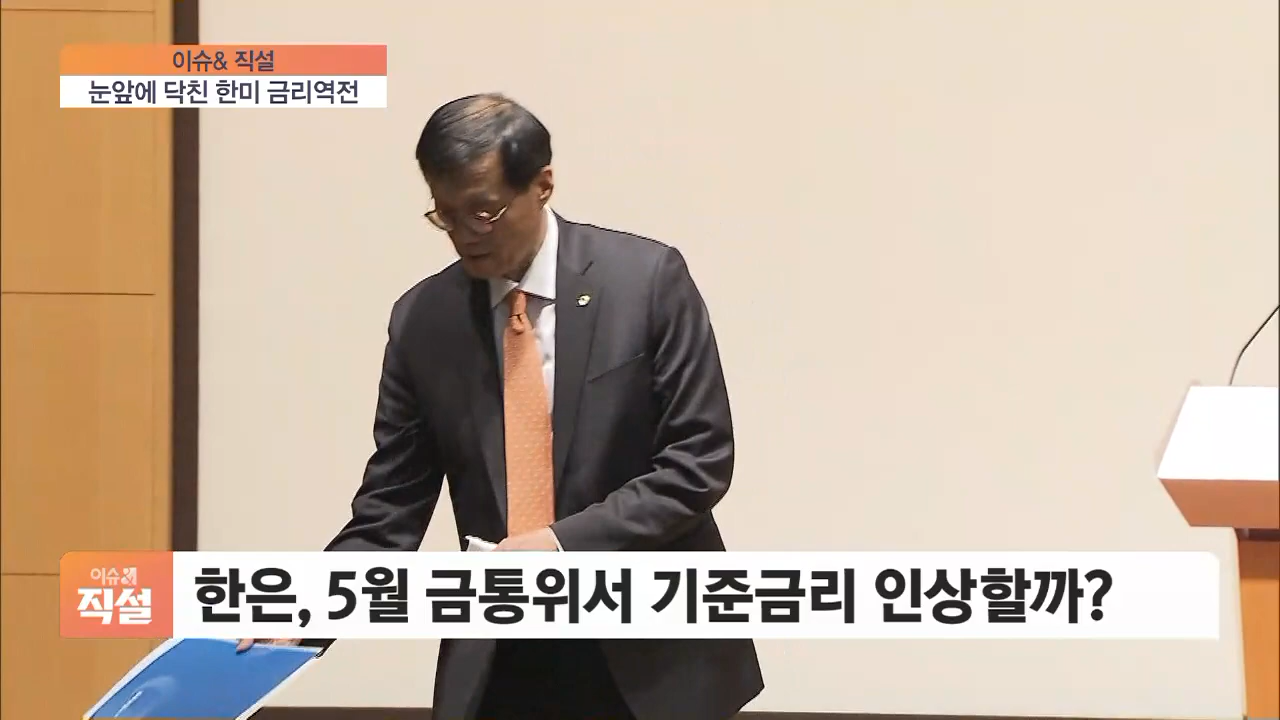 이슈& 직설
눈앞에 닥친 한미 금리역전
이슈&
직설
한은, 5월 금통위서 기준금리 인상할까?